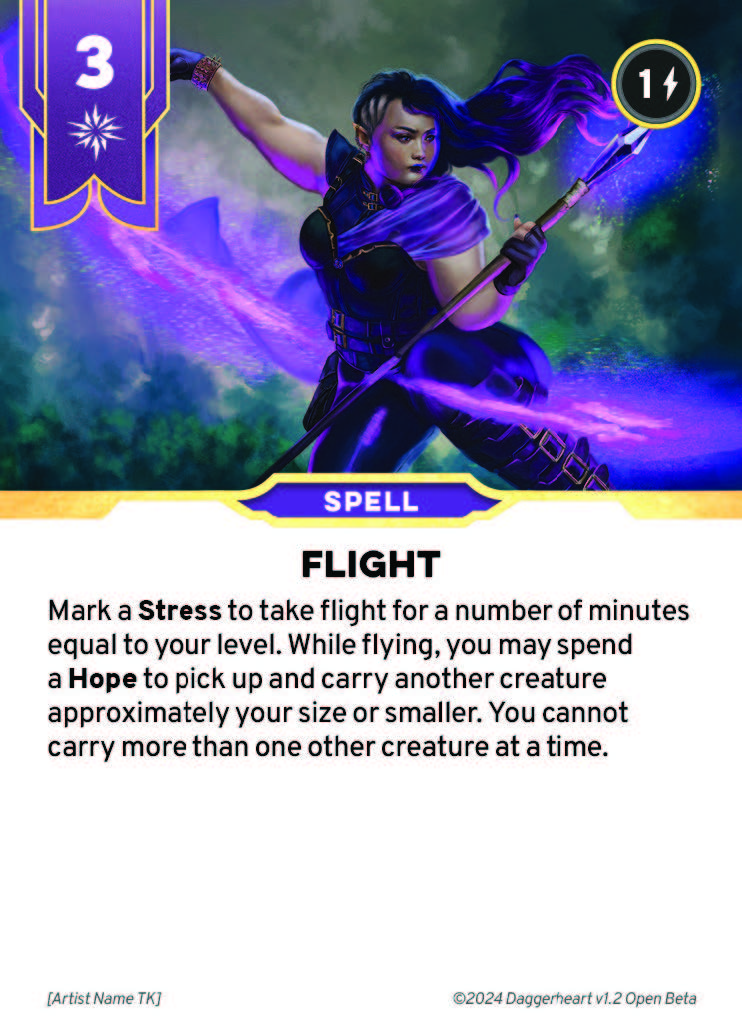 3
1
SPELL
FLIGHT
Mark a Stress to take flight for a number of minutes
equal to your level. While flying, you may spend
a Hope to pick up and carry another creature
approximately your size or smaller. You cannot
carry more than one other creature at a time.
[Artist Name TK]
©2024 Daggerheart v1.2 Open Beta